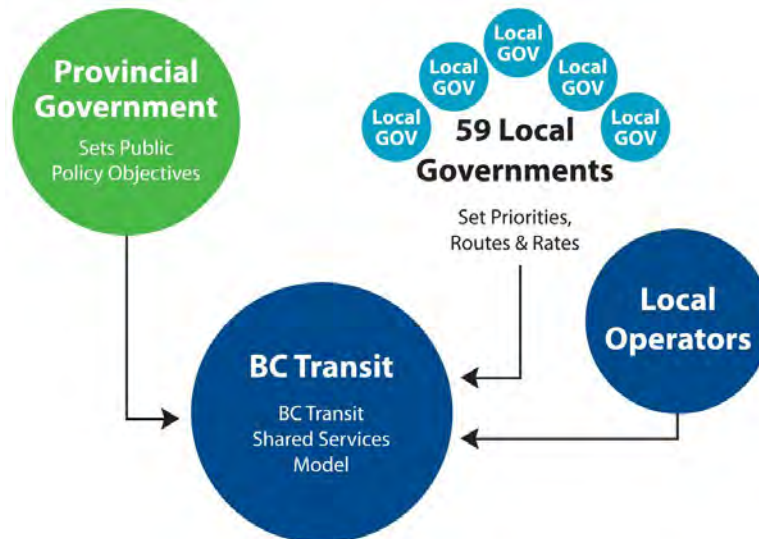 Provincial
Government
Sets Public
Policy Objectives
Local
GOV
Local
GOV
Local
GOV
Local
GOV
Local
GOV
59 Local
Governments
Set Priorities,
Routes & Rates
Local
Operators
BC Transit
BC Transit
Shared Services
Model